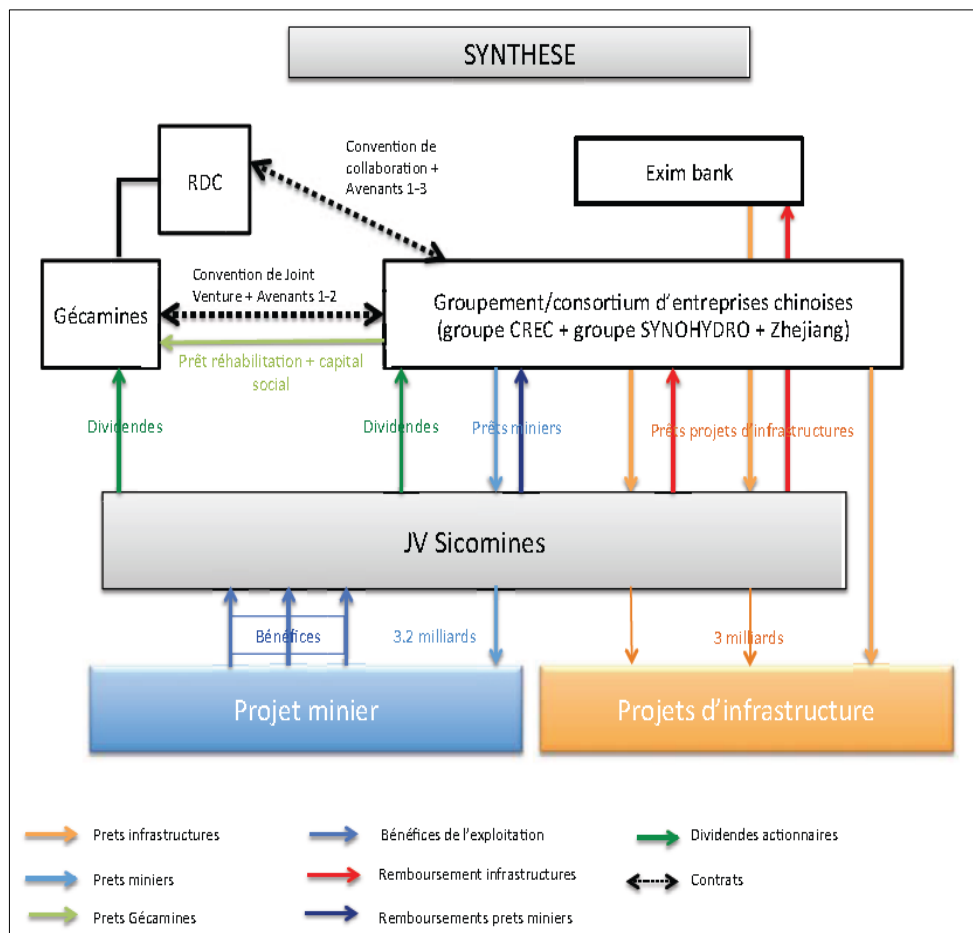 SYNTHESE
Convention de
collaboration +
Avenants 1-3
RDC
Exim bank
Convention de Joint
Venture + Avenants 1-2
Gécamines
Groupement/consortium d'entreprises chinoises
(groupe CREC + groupe SYNOHYDRO + Zhejiang)
Prêt réhabilitation + capital
social
Dividendes
Dividendes
Prêts miniers
Prêts projets d'infrastructures
JV Sicomines
Bénéfices
3.2 milliards
3 milliards
Projet minier
Projets d'infrastructure
Prets infrastructures
Bénéfices de l'exploitation
Dividendes actionnaires
Prets miniers
Remboursement infrastructures
Contrats
Prets Gécamines
Remboursements prets miniers